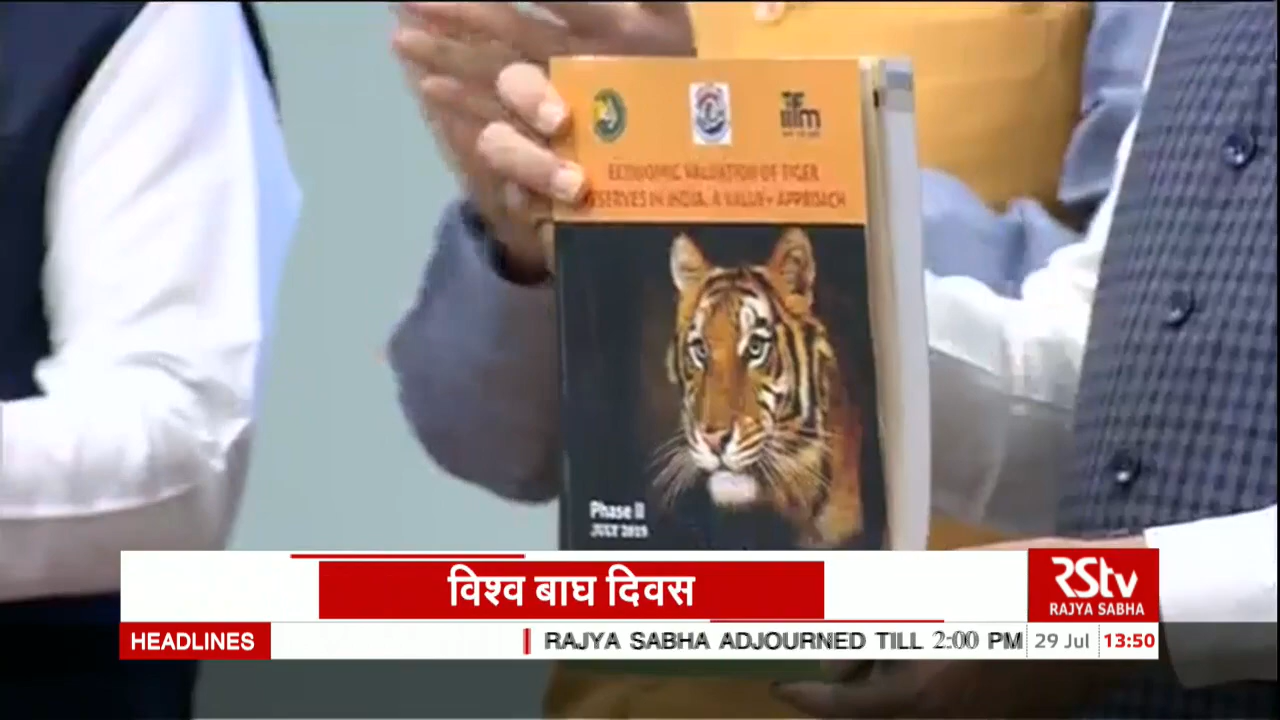 ECONOMIC VALUATION OF TIGER
RESERVES IN INDIA: A VALUE+ APPROACH
Phase II
JULY 2019
विश्व बाघ दिवस
RStv
RAJYA SABHA
HEADLINES
RAJYA SABHA ADJOURNED TILL 2:00 PM
29 Jul
13:50